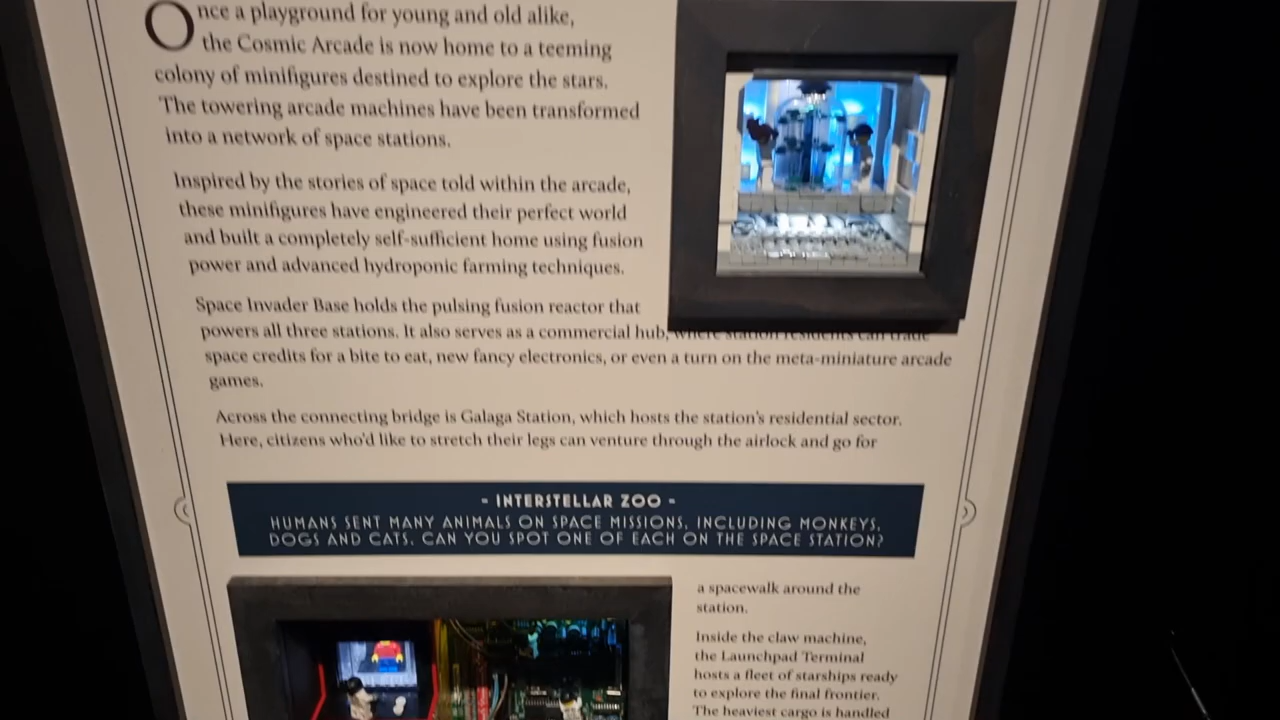 Once a playground for young and old alike,
the Cosmic Arcade is now home to a teeming
colony of minifigures destined to explore the stars.
The towering arcade machines have been transformed
into a network of space stations.
Inspired by the stories of space told within the arcade,
these minifigures have engineered their perfect world
and built a completely self-sufficient home using fusion
power and advanced hydroponic farming techniques.
Space Invader Base holds the pulsing fusion reactor that
powers all three stations. It also serves as a commercial hub, where station residents can trade
space credits for a bite to eat, new fancy electronics, or even a turn on the meta-miniature arcade
games.
Across the connecting bridge is Galaga Station, which hosts the station's residential sector.
Here, citizens who'd like to stretch their legs can venture through the airlock and go for
- INTERSTELLAR ZOO -
HUMANS SENT MANY ANIMALS ON SPACE MISSIONS, INCLUDING MONKEYS,
DOGS AND CATS. CAN YOU SPOT ONE OF EACH ON THE SPACE STATION?
a spacewalk around the
station.
Inside the claw machine,
the Launchpad Terminal
hosts a fleet of starships ready
to explore the final frontier.
The heaviest cargo is handled